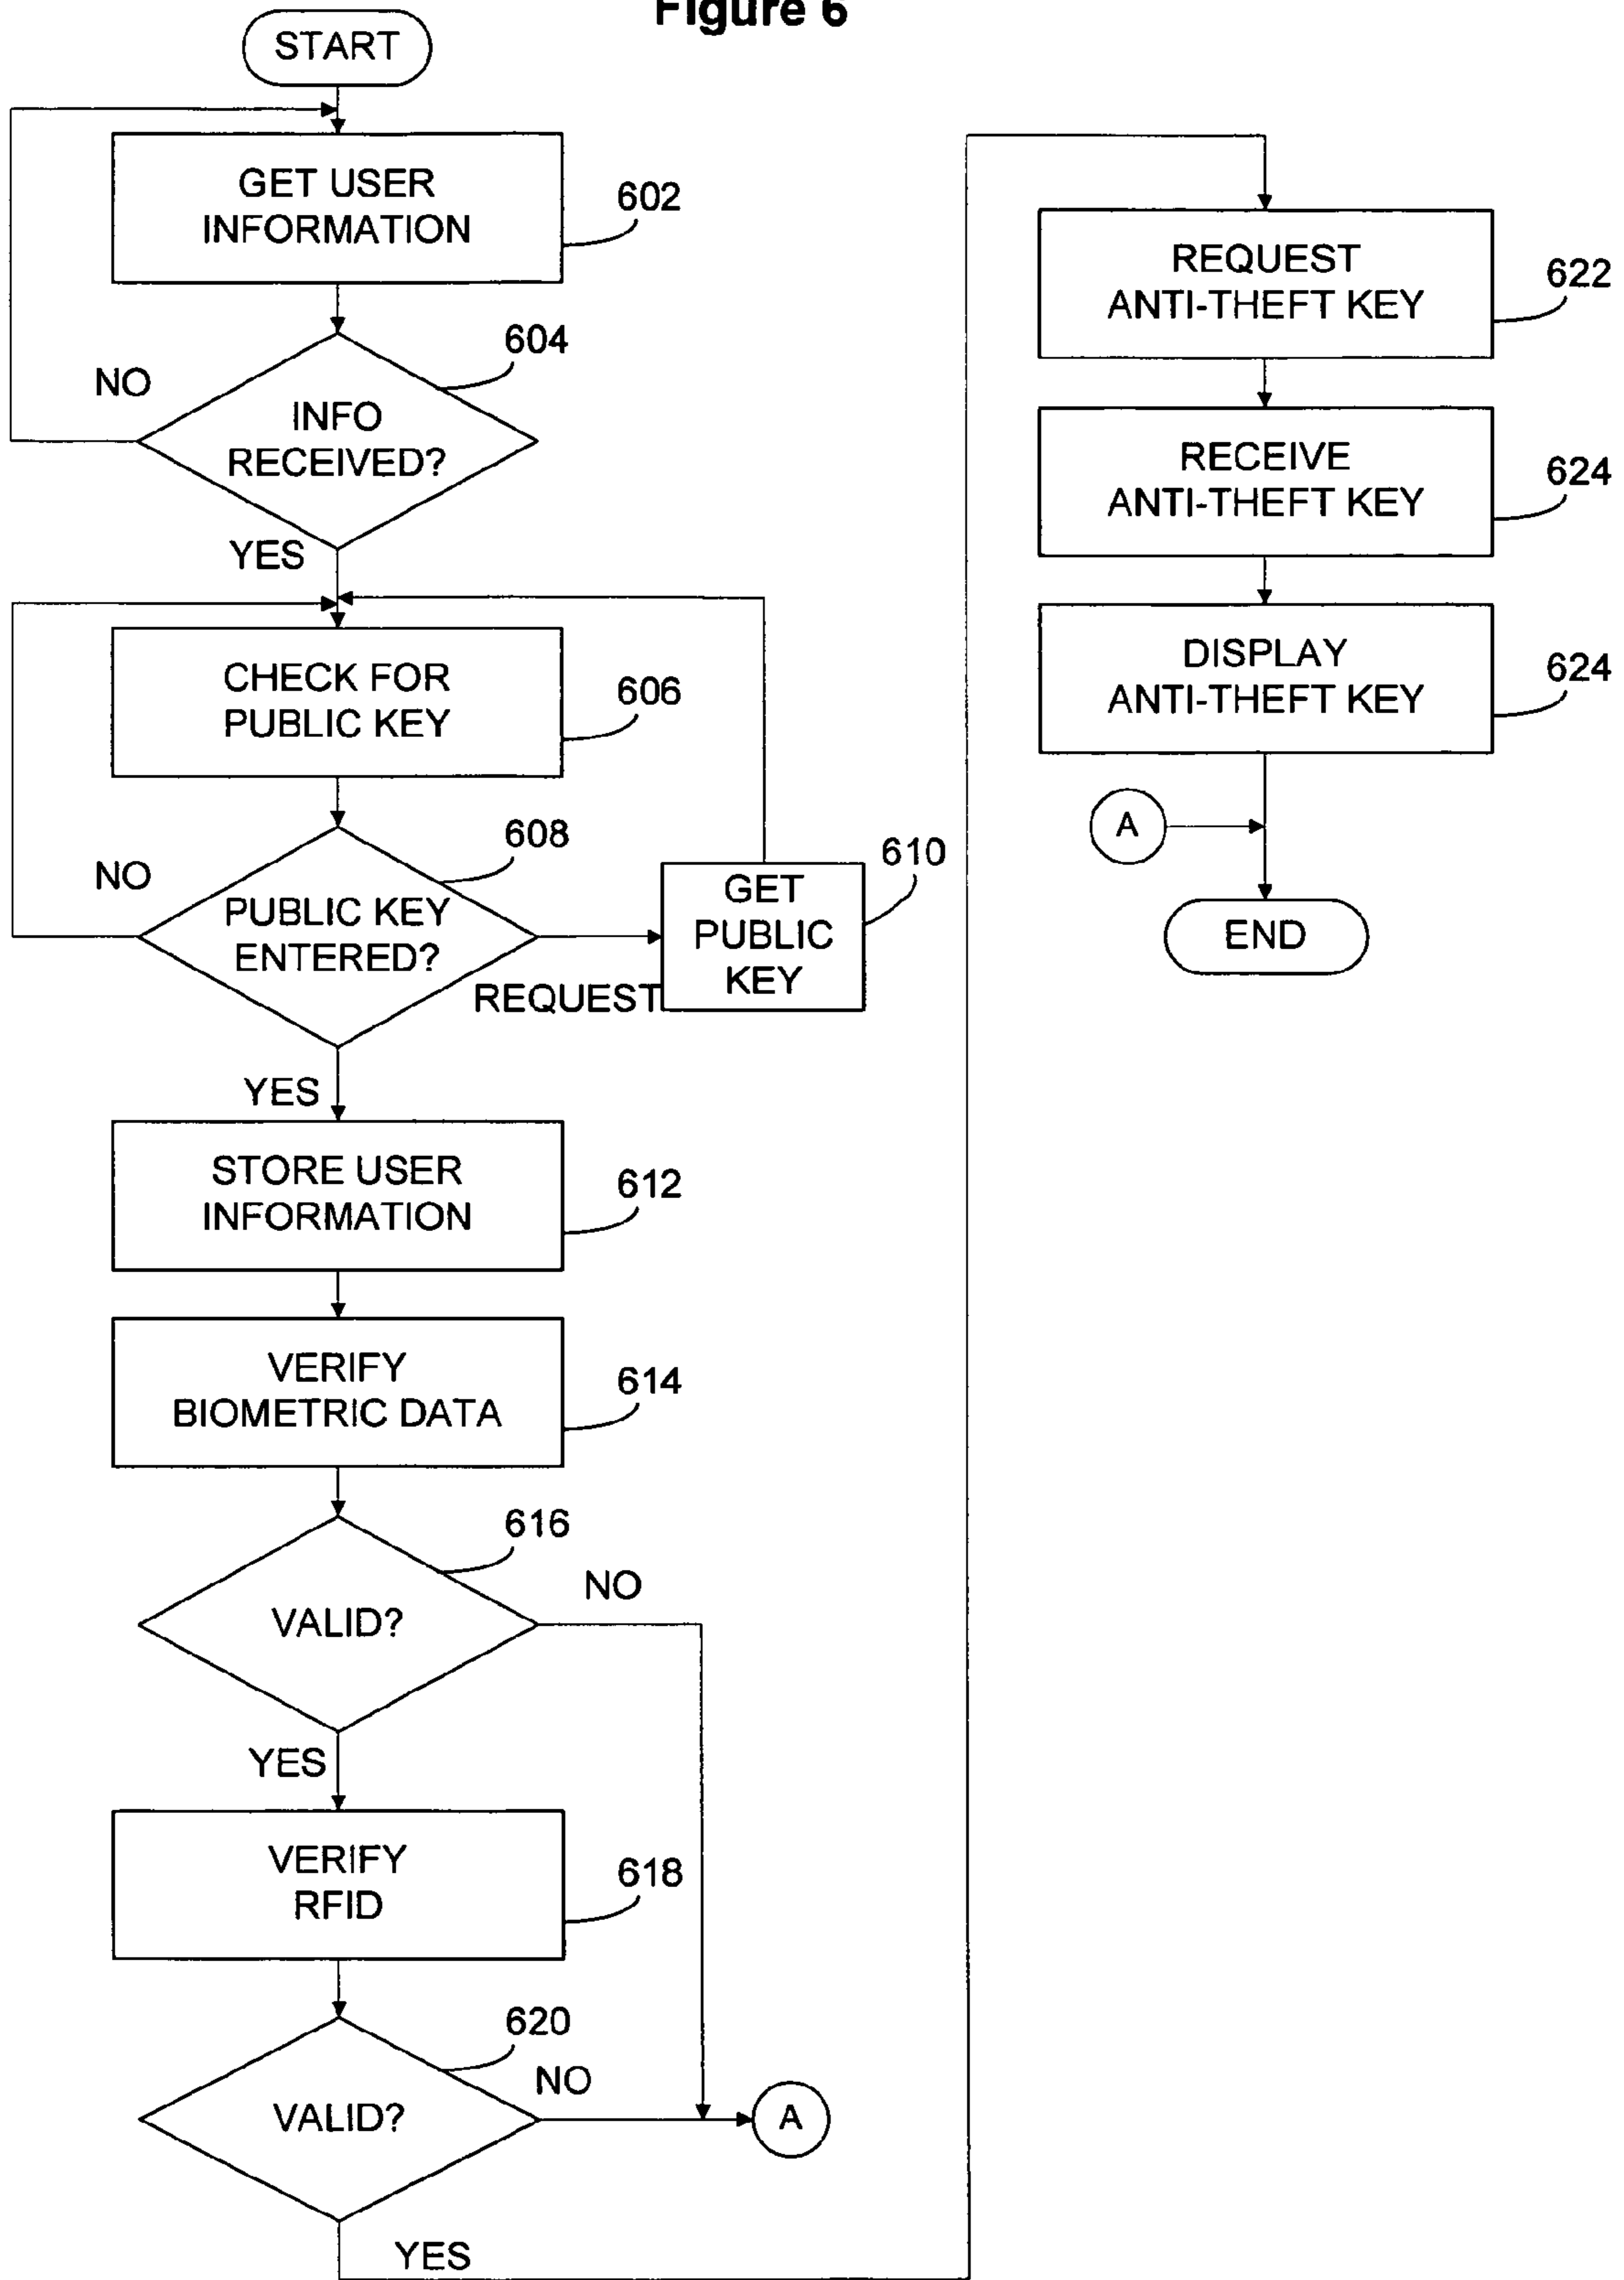 Figure 6
START
GET USER
INFORMATION
602
604
NO
INFO
RECEIVED?
YES
CHECK FOR
PUBLIC KEY
606
608
NO
PUBLIC KEY
ENTERED?
REQUEST
610
GET
PUBLIC
KEY
YES
STORE USER
INFORMATION
612
VERIFY
BIOMETRIC DATA
614
616
NO
VALID?
YES
VERIFY
RFID
618
620
NO
VALID?
A
YES
REQUEST
ANTI-THEFT KEY
622
RECEIVE
ANTI-THEFT KEY
624
DISPLAY
ANTI-THEFT KEY
624
A
END